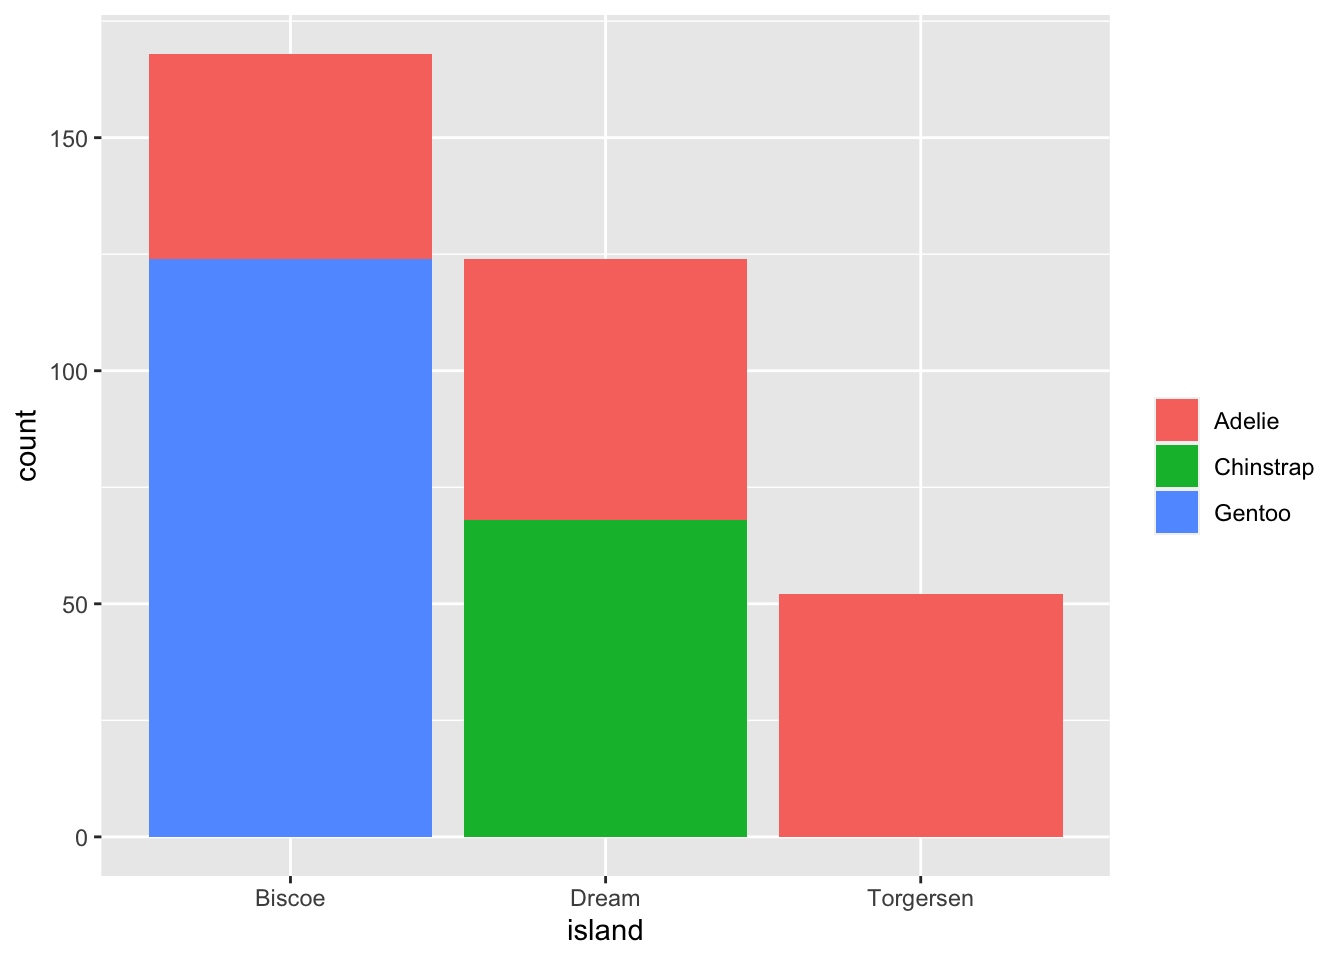 150
100
50
0
count
Biscoe
Dream
Torgersen
island
Adelie
Chinstrap
Gentoo